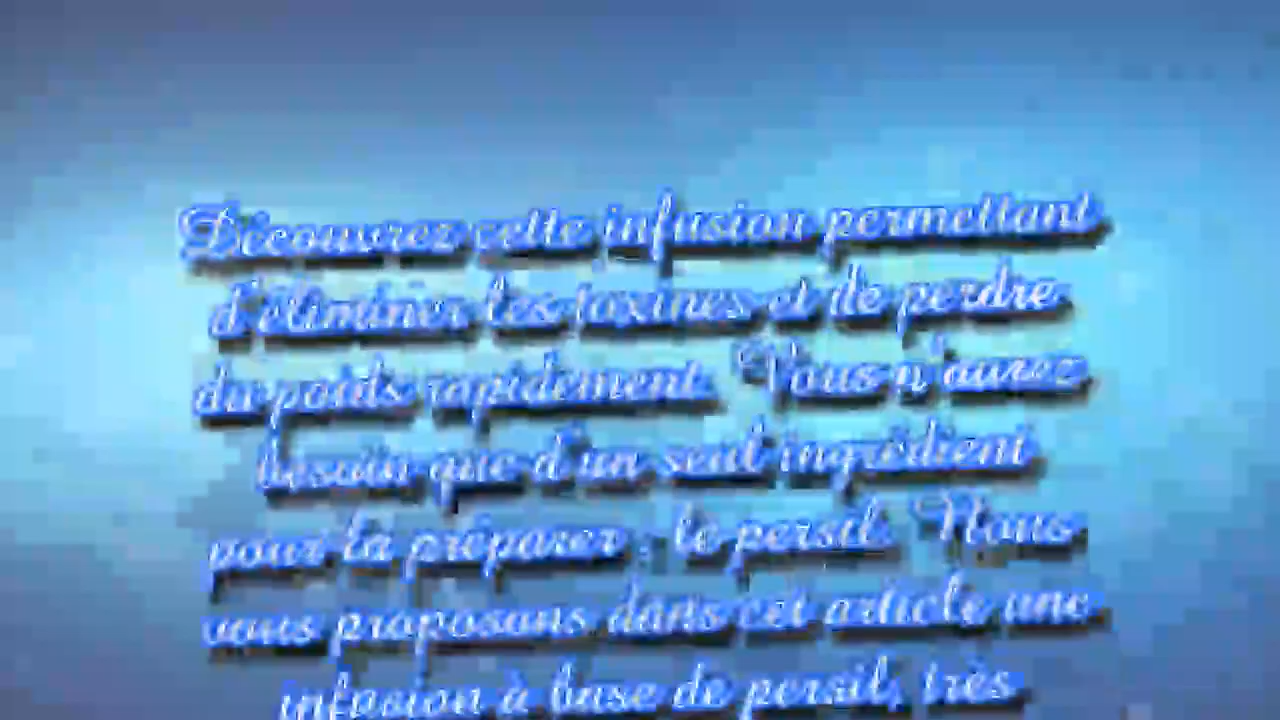 Découvrez cette infusion permettant
d'éliminer les toxines et de perdre
du poids rapidement. Vous n'aurez
besoin que d'un seul ingrédient
pour la préparer : le persil. Nous
vous proposons dans cet article une
infusion à base de persil, très